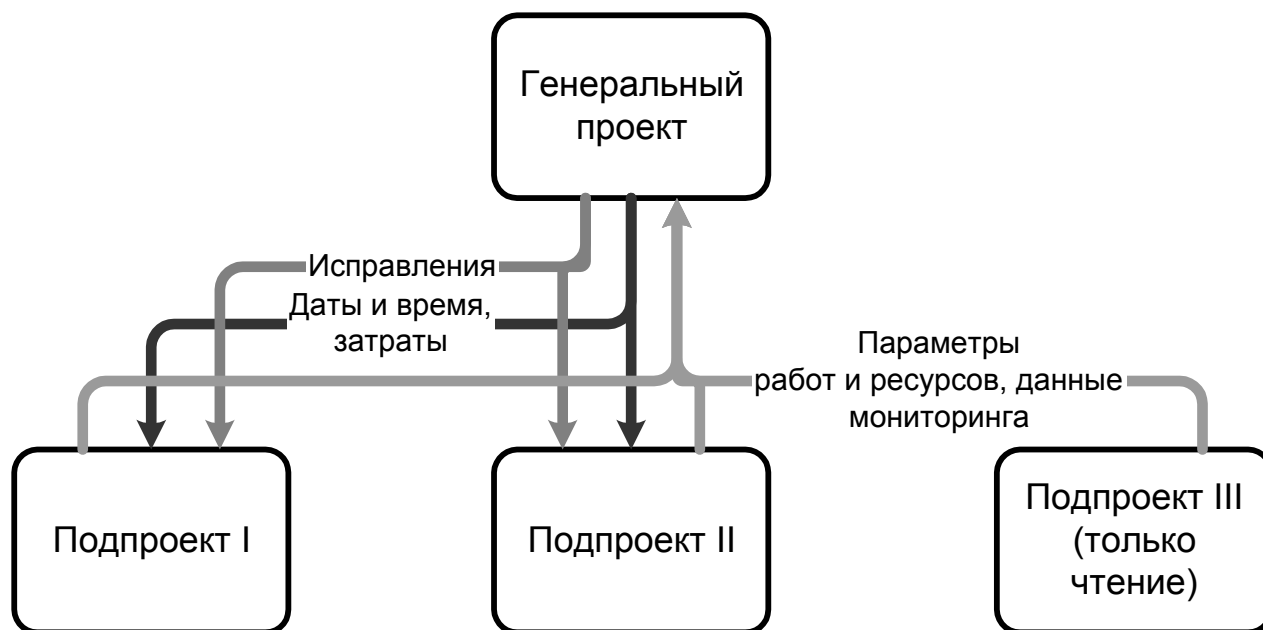 Генеральный
проект
Исправления
Даты и время,
затраты
Параметры
работ и ресурсов, данные
мониторинга
Подпроект I
Подпроект II
Подпроект III
(только
чтение)